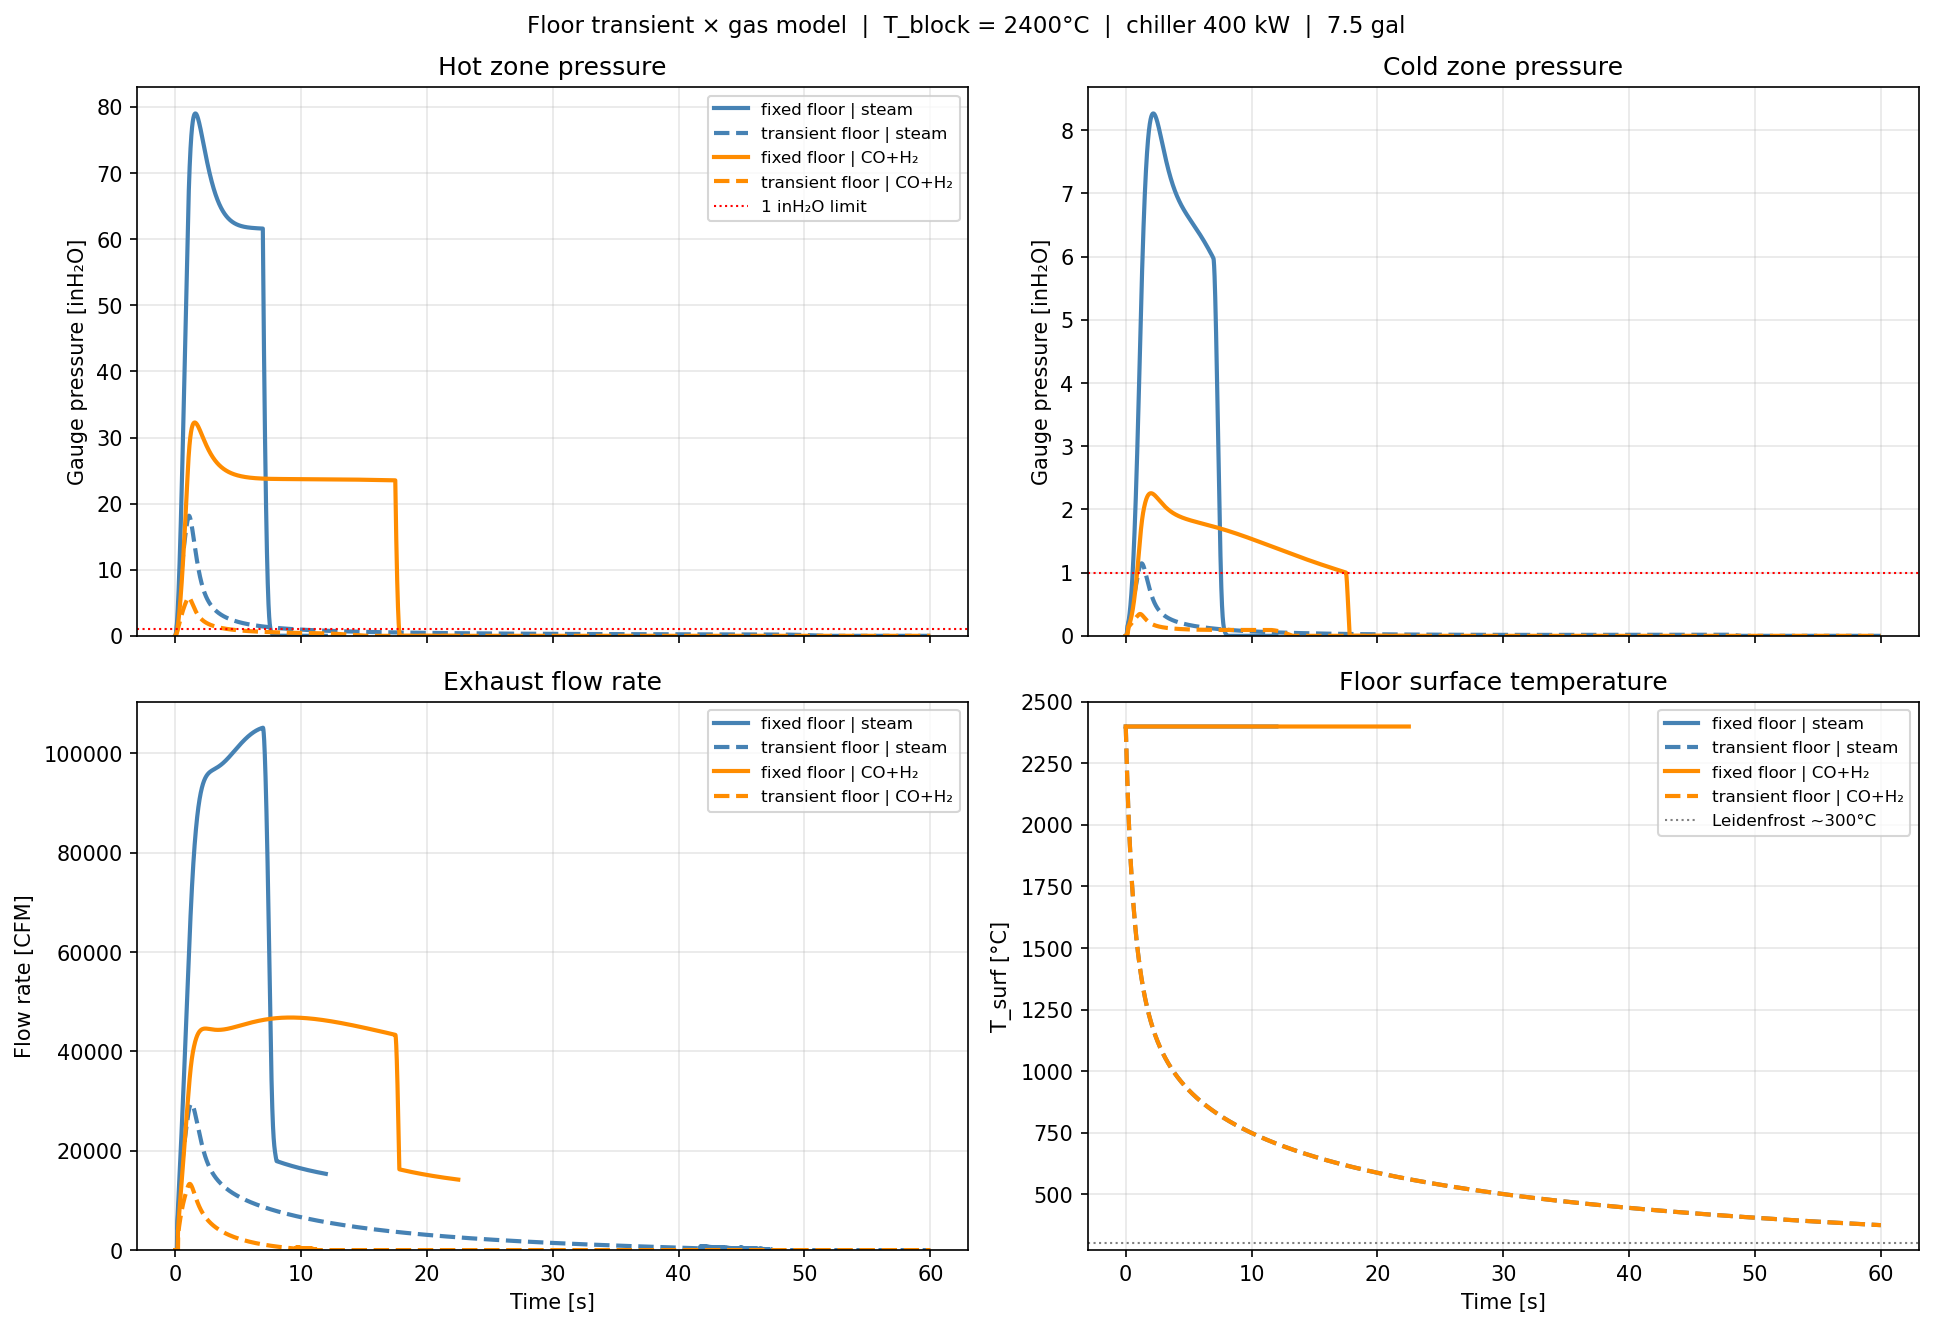 Floor transient × gas model | T_block = 2400°C | chiller 400 kW | 7.5 gal
Hot zone pressure
Gauge pressure [inH₂O]
80
70
60
50
40
30
20
10
0
fixed floor | steam
transient floor | steam
fixed floor | CO+H₂
transient floor | CO+H₂
1 inH₂O limit
Cold zone pressure
Gauge pressure [inH₂O]
8
7
6
5
4
3
2
1
0
Exhaust flow rate
Flow rate [CFM]
100000
80000
60000
40000
20000
0
fixed floor | steam
transient floor | steam
fixed floor | CO+H₂
transient floor | CO+H₂
0 10 20 30 40 50 60
Time [s]
Floor surface temperature
T_surf [°C]
2500
2250
2000
1750
1500
1250
1000
750
500
fixed floor | steam
transient floor | steam
fixed floor | CO+H₂
transient floor | CO+H₂
Leidenfrost ~300°C
0 10 20 30 40 50 60
Time [s]